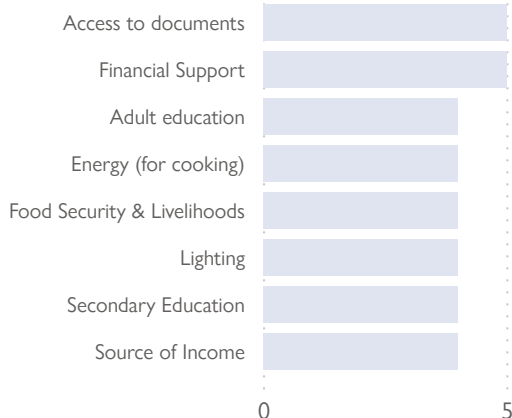 Access to documents
Financial Support
Adult education
Energy (for cooking)
Food Security & Livelihoods
Lighting
Secondary Education
Source of Income
0 5